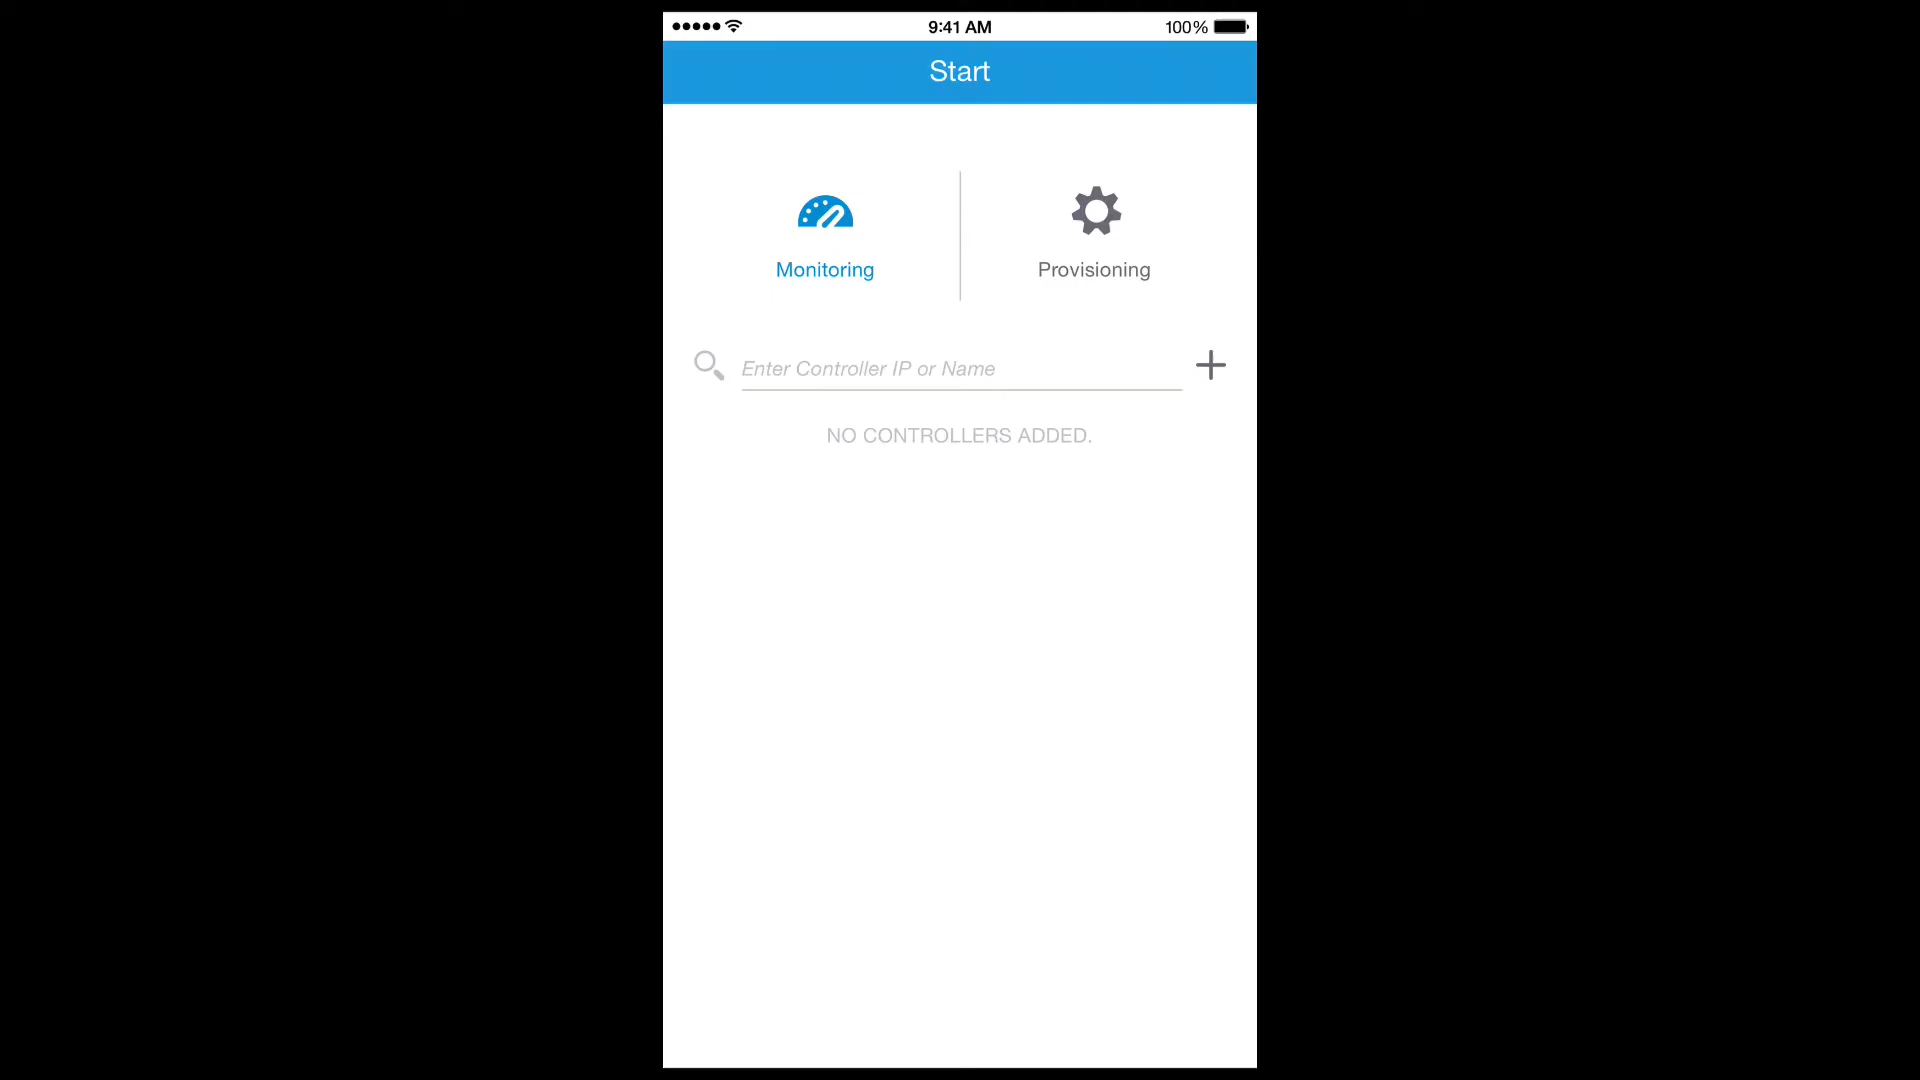 9:41 AM
100%
Start
Monitoring
Provisioning
Enter Controller IP or Name
NO CONTROLLERS ADDED.